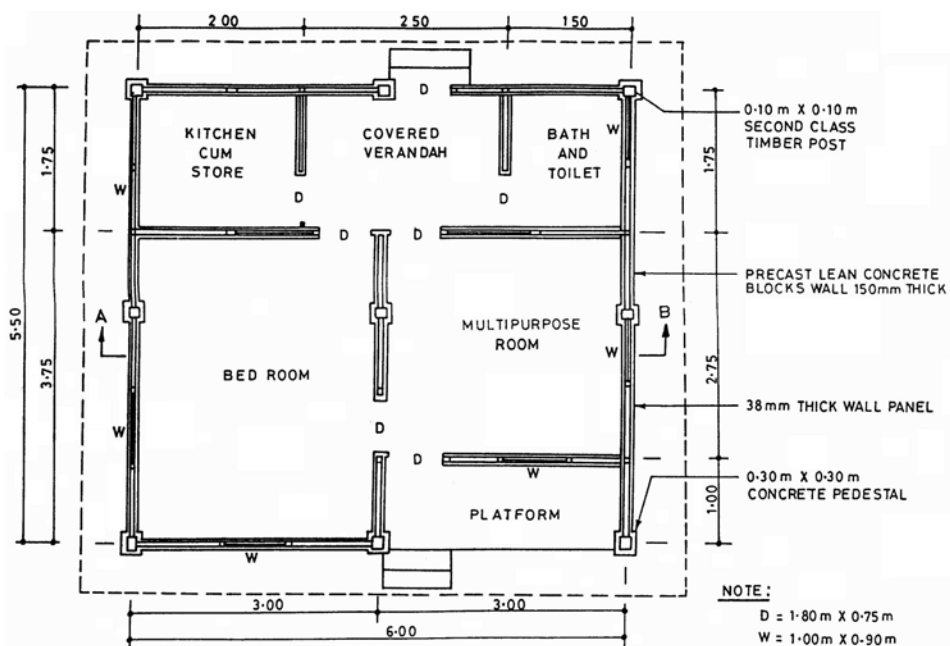 2 00
2 50
1 50
D
KITCHEN
CUM
STORE
COVERED
VERANDAH
BATH
AND
TOILET
W
0·10 m X 0·10 m
SECOND CLASS
TIMBER POST
1·75
W
D
D
1·75
D
D
5·50
PRECAST LEAN CONCRETE
BLOCKS WALL 150mm THICK
A
MULTIPURPOSE
ROOM
W
B
3·75
BED ROOM
2·75
38mm THICK WALL PANEL
W
D
D
W
0·30 m X 0·30 m
CONCRETE PEDESTAL
PLATFORM
1·00
W
NOTE :
3·00
3·00
D = 1·80 m X 0·75 m
6·00
W = 1·00 m X 0·90 m